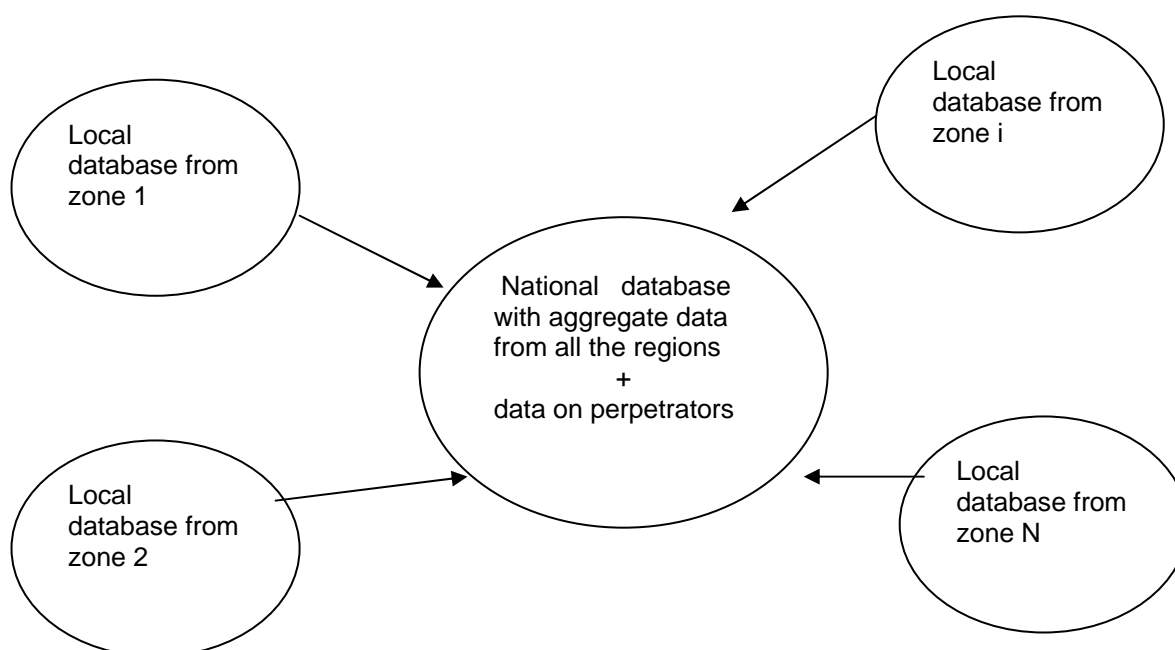 Local
database from
zone 1
Local
database from
zone i
National database
with aggregate data
from all the regions
+
data on perpetrators
Local
database from
zone 2
Local
database from
zone N